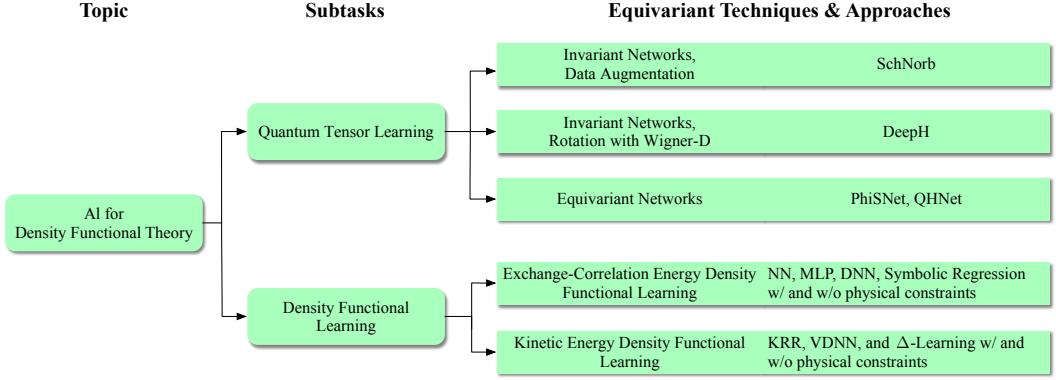 Topic
Subtasks
Equivariant Techniques & Approaches
AI for
Density Functional Theory
Quantum Tensor Learning
Invariant Networks,
Data Augmentation
SchNorb
Invariant Networks,
Rotation with Wigner-D
DeepH
Equivariant Networks
PhiSNet, QHNet
Density Functional
Learning
Exchange-Correlation Energy Density
Functional Learning
NN, MLP, DNN, Symbolic Regression
w/ and w/o physical constraints
Kinetic Energy Density Functional
Learning
KRR, VDNN, and Δ-Learning w/ and
w/o physical constraints